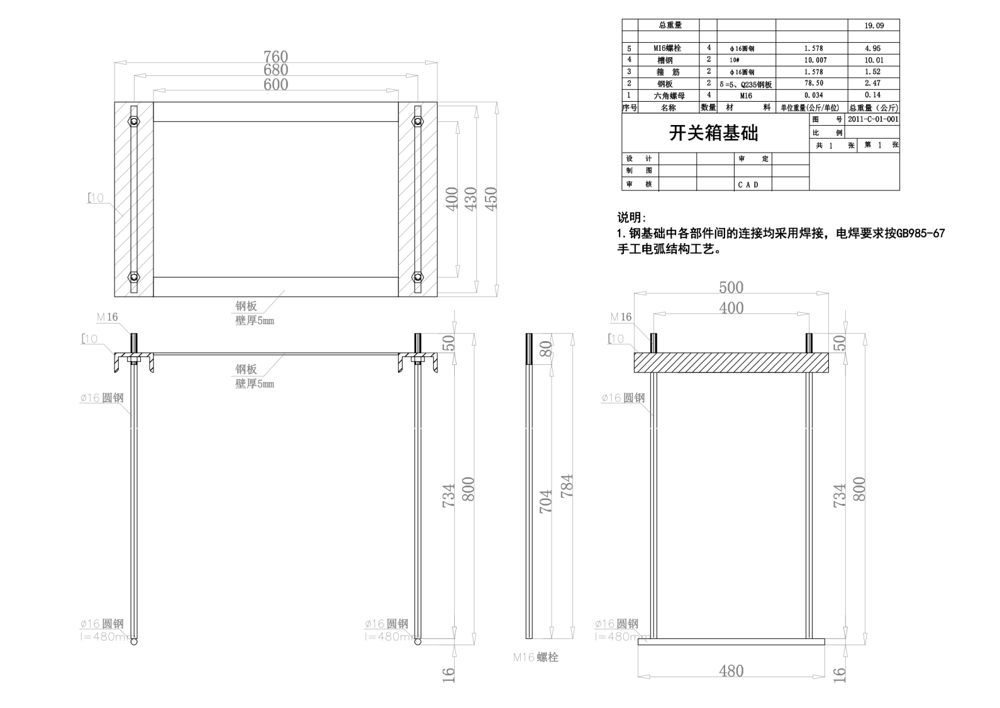 总重量 19.09
5 M16螺栓 4 ф16圆钢 1.578 4.95
4 槽钢 2 10# 10.007 10.01
3 箍 筋 2 ф16圆钢 1.578 1.52
2 钢板 2 δ=5、Q235钢板 78.50 2.47
1 六角螺母 4 M16 0.034 0.14
序号 名称 数量 材 料 单位重量(公斤/单位) 总重量（公斤）
开关箱基础
图 号 2011-C-01-001
比 例
共 1 张 第 1 张
设 计 审 定
制 图
审 核 CAD
说明:
1.钢基础中各部件间的连接均采用焊接，电焊要求按GB985-67
手工电弧结构工艺。
760
680
600
400
430
450
[10
钢板
壁厚5mm
M16
[10
钢板
壁厚5mm
ø16圆钢
50
734
800
ø16圆钢
l=480mm
ø16圆钢
l=480mm
16
80
704
784
M16螺栓
500
400
M16
[10
ø16圆钢
50
734
800
ø16圆钢
l=480mm
480
16